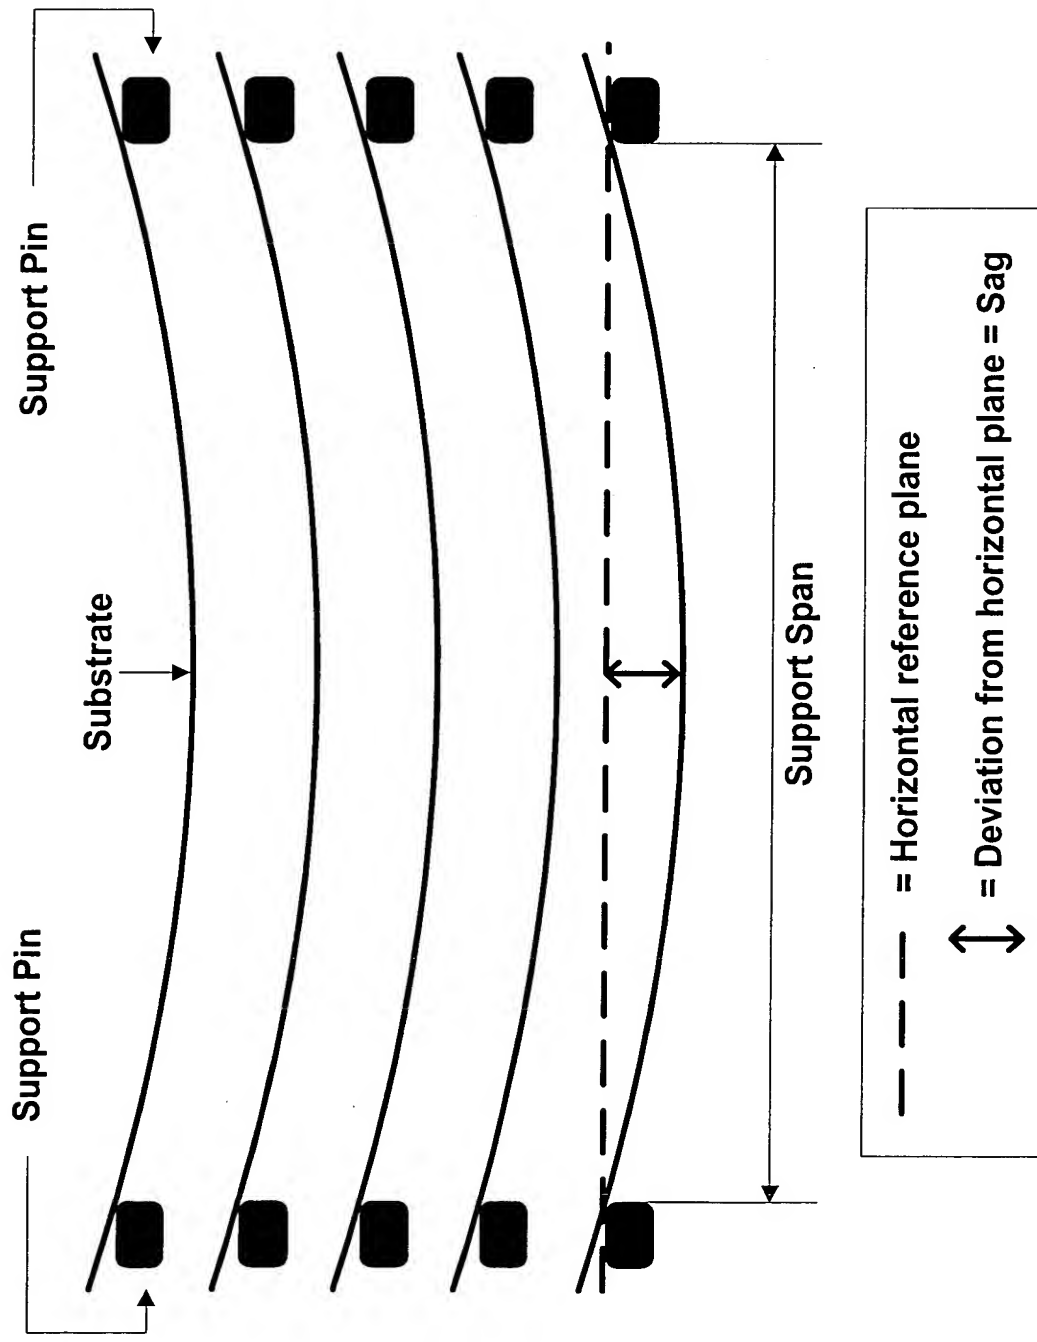 Support Pin
Support Pin
Substrate
Support Span
= Horizontal reference plane
= Deviation from horizontal plane = Sag